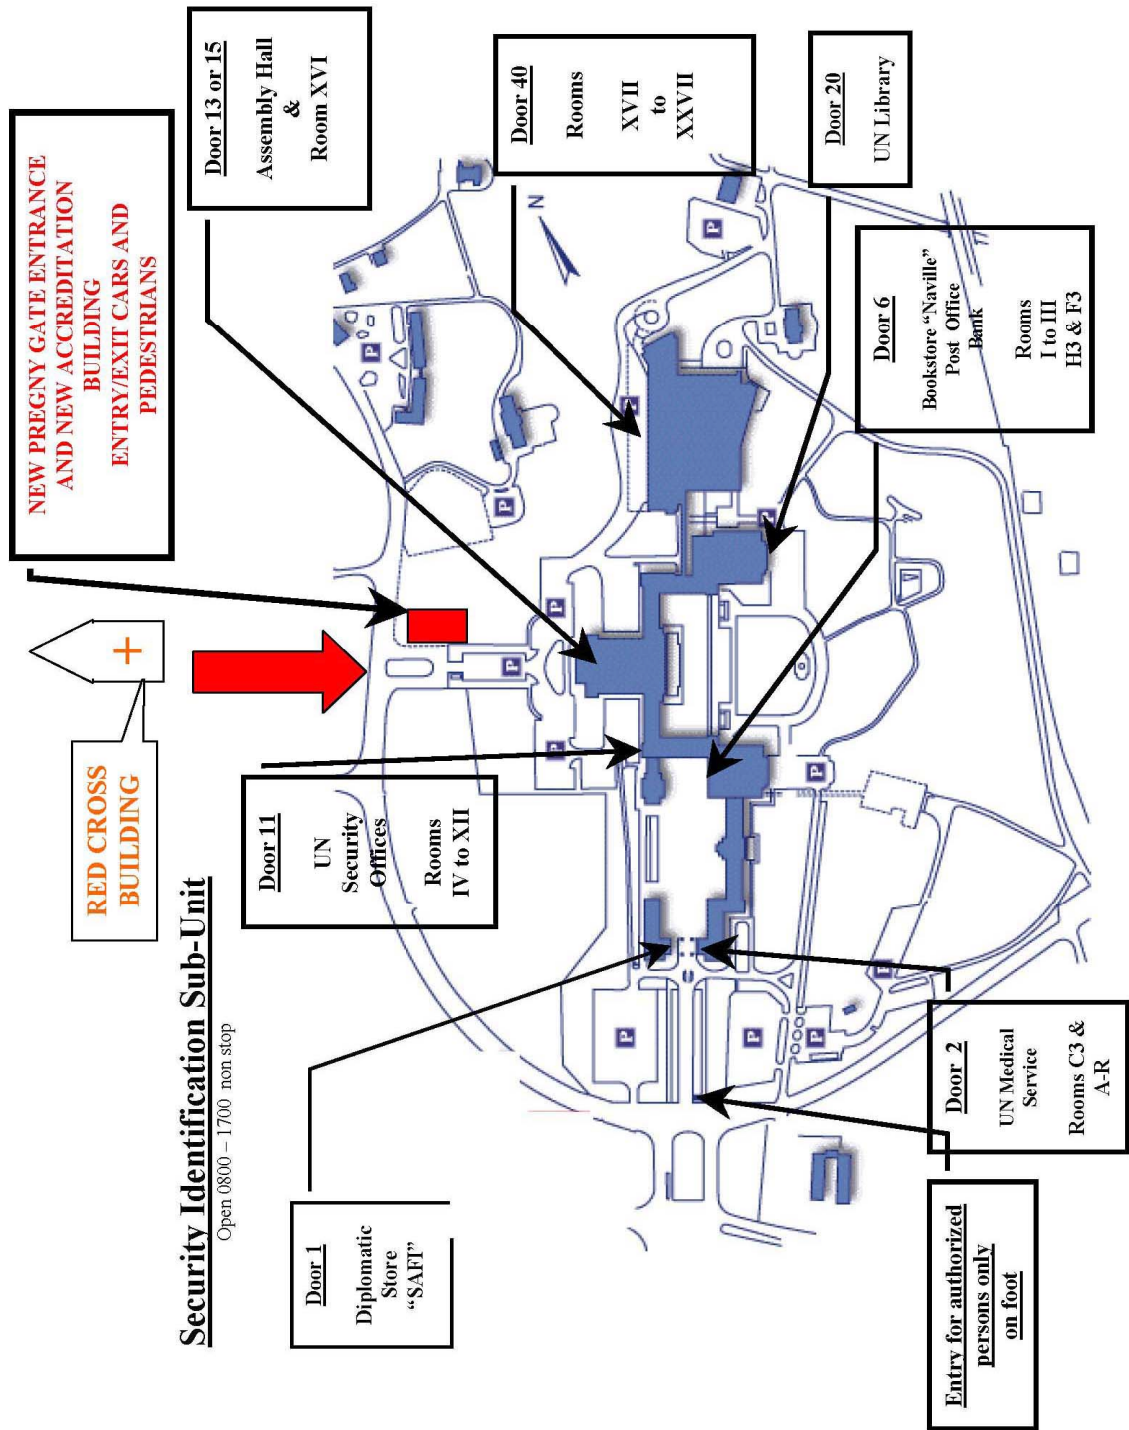 Security Identification Sub-Unit
Open 0800 – 1700 non stop
RED CROSS
BUILDING
NEW PREGNY GATE ENTRANCE
AND NEW ACCREDITATION
BUILDING
ENTRY/EXIT CARS AND
PEDESTRIANS
Door 1
Diplomatic
Store
“SAFI”
Door 11
UN
Security
Offices
Rooms
IV to XII
Door 13 or 15
Assembly Hall
&
Room XVI
Door 40
Rooms
XVII
to
XXVII
Door 20
UN Library
Door 6
Bookstore “Naville”
Post Office
Bank
Rooms
I to III
H3 & F3
Door 2
UN Medical
Service
Rooms C3 &
A-R
Entry for authorized
persons only
on foot
N
P
P
P
P
P
P
P
P
P
P
P
P
P
P